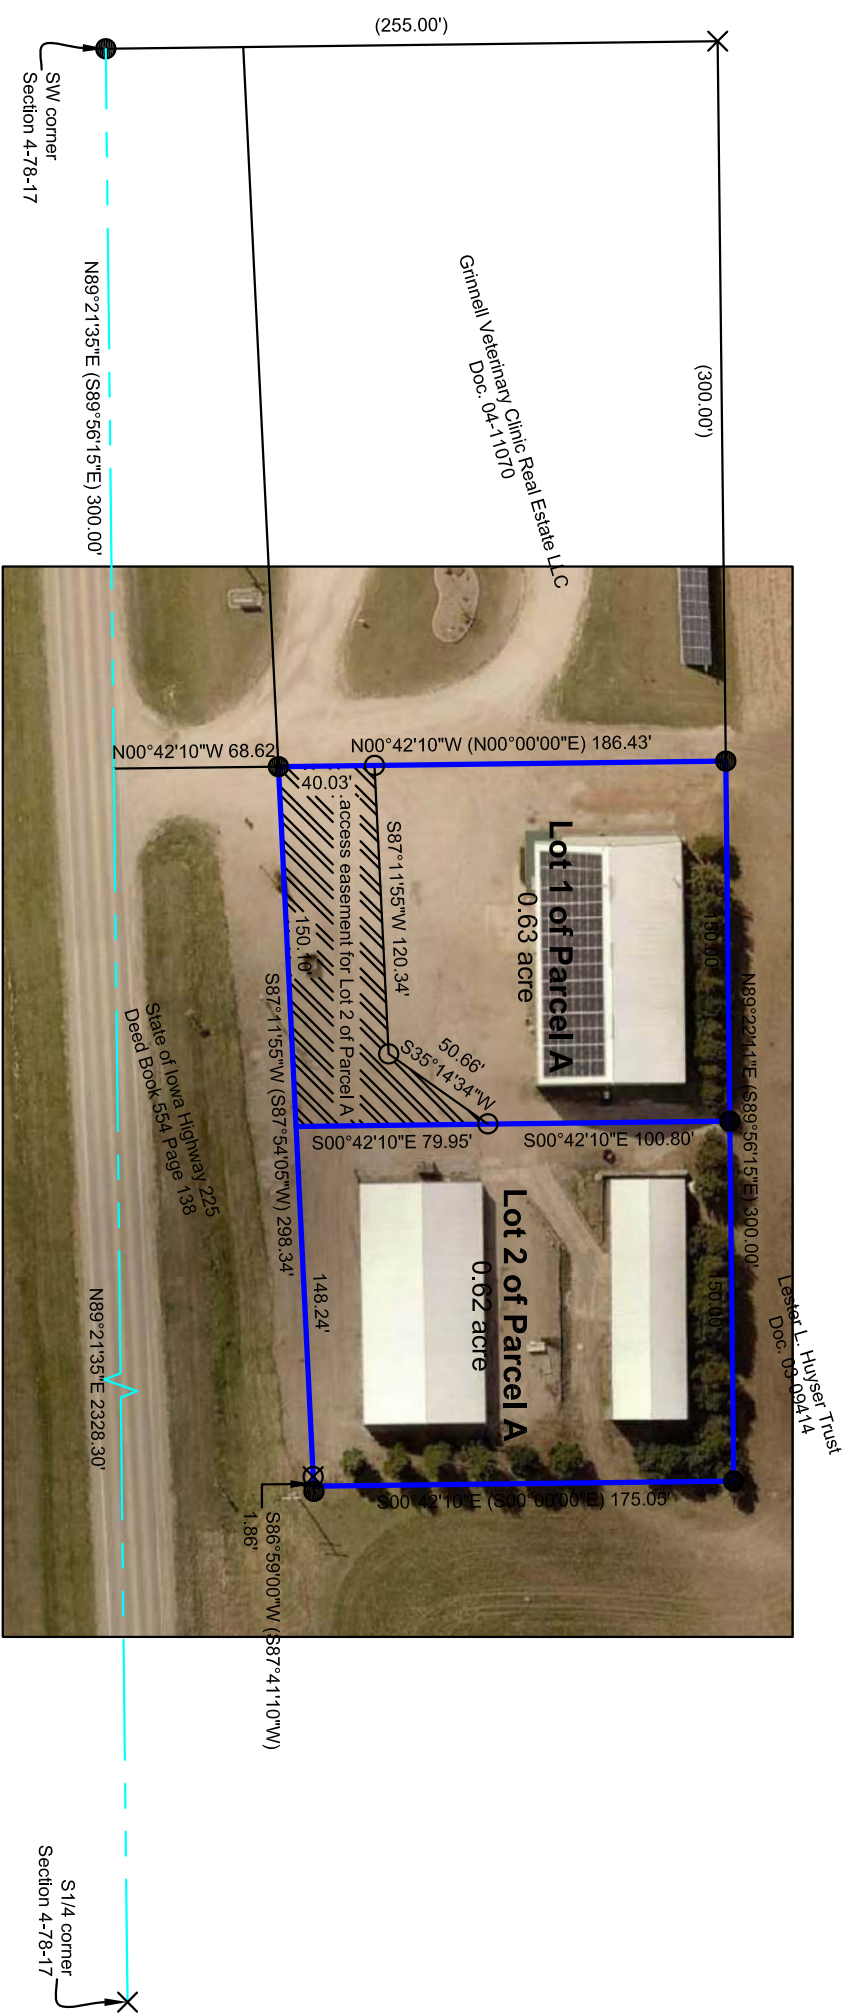 (255.00')
SW corner
Section 4-78-17
N89°21'35"E (S89°56'15"E) 300.00'
Grinnell Veterinary Clinic Real Estate LLC
Doc. 04-11070
(300.00')
N00°42'10"W 68.62'
N00°42'10"W (N00°00'00"E) 186.43'
40.03'
access easement for Lot 2 of Parcel A
S87°11'55"W 120.34'
Lot 1 of Parcel A
0.63 acre
150.00'
N89°22'11"E (S89°56'15"E) 300.00'
150.10'
S87°11'55"W (S87°54'05"W) 298.34'
50.66'
S35°14'34"W
State of Iowa Highway 225
Deed Book 554 Page 138
S00°42'10"E 79.95'
S00°42'10"E 100.80'
Lot 2 of Parcel A
0.62 acre
148.24'
150.00'
Lester L. Huyser Trust
Doc. 03-09414
N89°21'35"E 2328.30'
S00°42'10"E (S00°00'00"E) 175.05'
S86°59'00"W (S87°41'10"W)
1.86'
S1/4 corner
Section 4-78-17